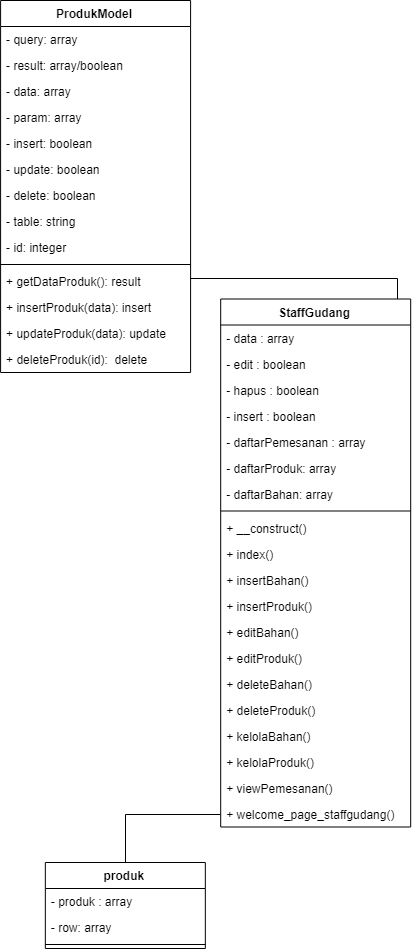 ProdukModel
- query: array
- result: array/boolean
- data: array
- param: array
- insert: boolean
- update: boolean
- delete: boolean
- table: string
- id: integer
+ getDataProduk(): result
+ insertProduk(data): insert
+ updateProduk(data): update
+ deleteProduk(id): delete
StaffGudang
- data : array
- edit : boolean
- hapus : boolean
- insert : boolean
- daftarPemesanan : array
- daftarProduk: array
- daftarBahan: array
+ __construct()
+ index()
+ insertBahan()
+ insertProduk()
+ editBahan()
+ editProduk()
+ deleteBahan()
+ deleteProduk()
+ kelolaBahan()
+ kelolaProduk()
+ viewPemesanan()
+ welcome_page_staffgudang()
produk
- produk : array
- row: array